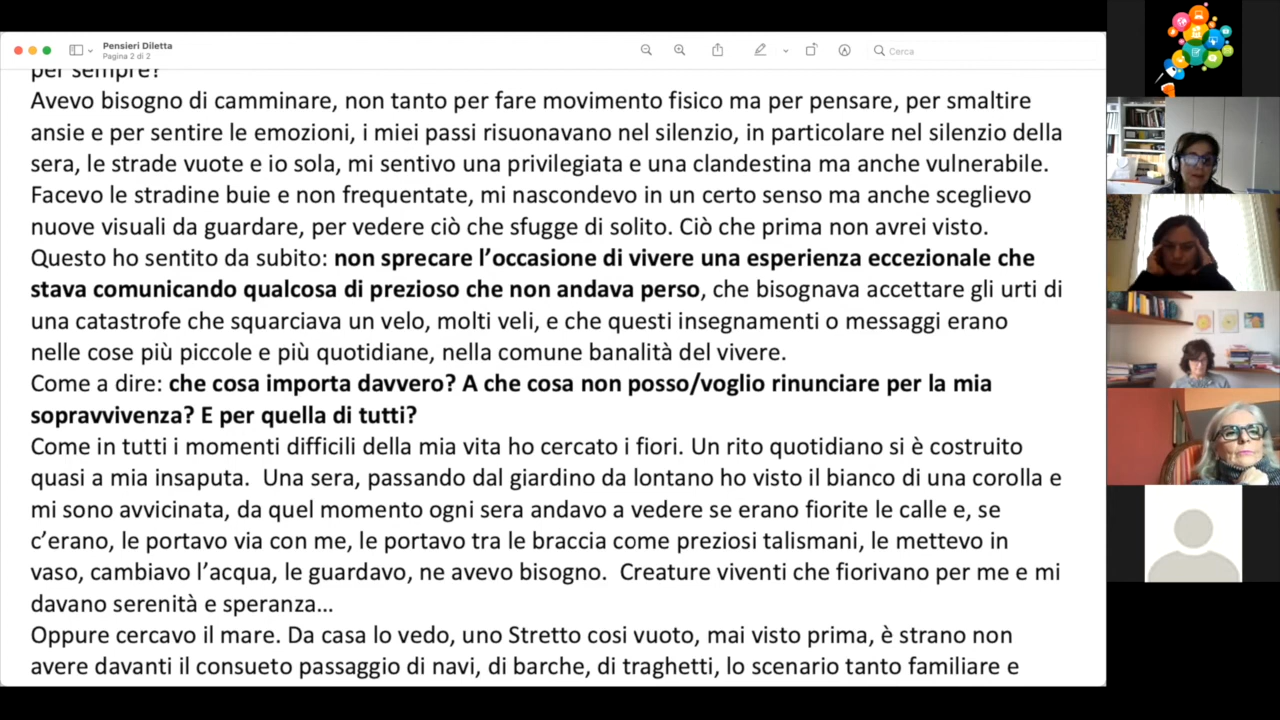 Pensieri Diletta
Pagina 2 di 2
Cerca
per sempre?
Avevo bisogno di camminare, non tanto per fare movimento fisico ma per pensare, per smaltire
ansie e per sentire le emozioni, i miei passi risuonavano nel silenzio, in particolare nel silenzio della
sera, le strade vuote e io sola, mi sentivo una privilegiata e una clandestina ma anche vulnerabile.
Facevo le stradine buie e non frequentate, mi nascondevo in un certo senso ma anche sceglievo
nuove visuali da guardare, per vedere ciò che sfugge di solito. Ciò che prima non avrei visto.
Questo ho sentito da subito: non sprecare l’occasione di vivere una esperienza eccezionale che
stava comunicando qualcosa di prezioso che non andava perso, che bisognava accettare gli urti di
una catastrofe che squarciava un velo, molti veli, e che questi insegnamenti o messaggi erano
nelle cose più piccole e più quotidiane, nella comune banalità del vivere.
Come a dire: che cosa importa davvero? A che cosa non posso/voglio rinunciare per la mia
sopravvivenza? E per quella di tutti?
Come in tutti i momenti difficili della mia vita ho cercato i fiori. Un rito quotidiano si è costruito
quasi a mia insaputa.  Una sera, passando dal giardino da lontano ho visto il bianco di una corolla e
mi sono avvicinata, da quel momento ogni sera andavo a vedere se erano fiorite le calle e, se
c’erano, le portavo via con me, le portavo tra le braccia come preziosi talismani, le mettevo in
vaso, cambiavo l’acqua, le guardavo, ne avevo bisogno.  Creature viventi che fiorivano per me e mi
davano serenità e speranza…
Oppure cercavo il mare. Da casa lo vedo, uno Stretto cosi vuoto, mai visto prima, è strano non
avere davanti il consueto passaggio di navi, di barche, di traghetti, lo scenario tanto familiare e